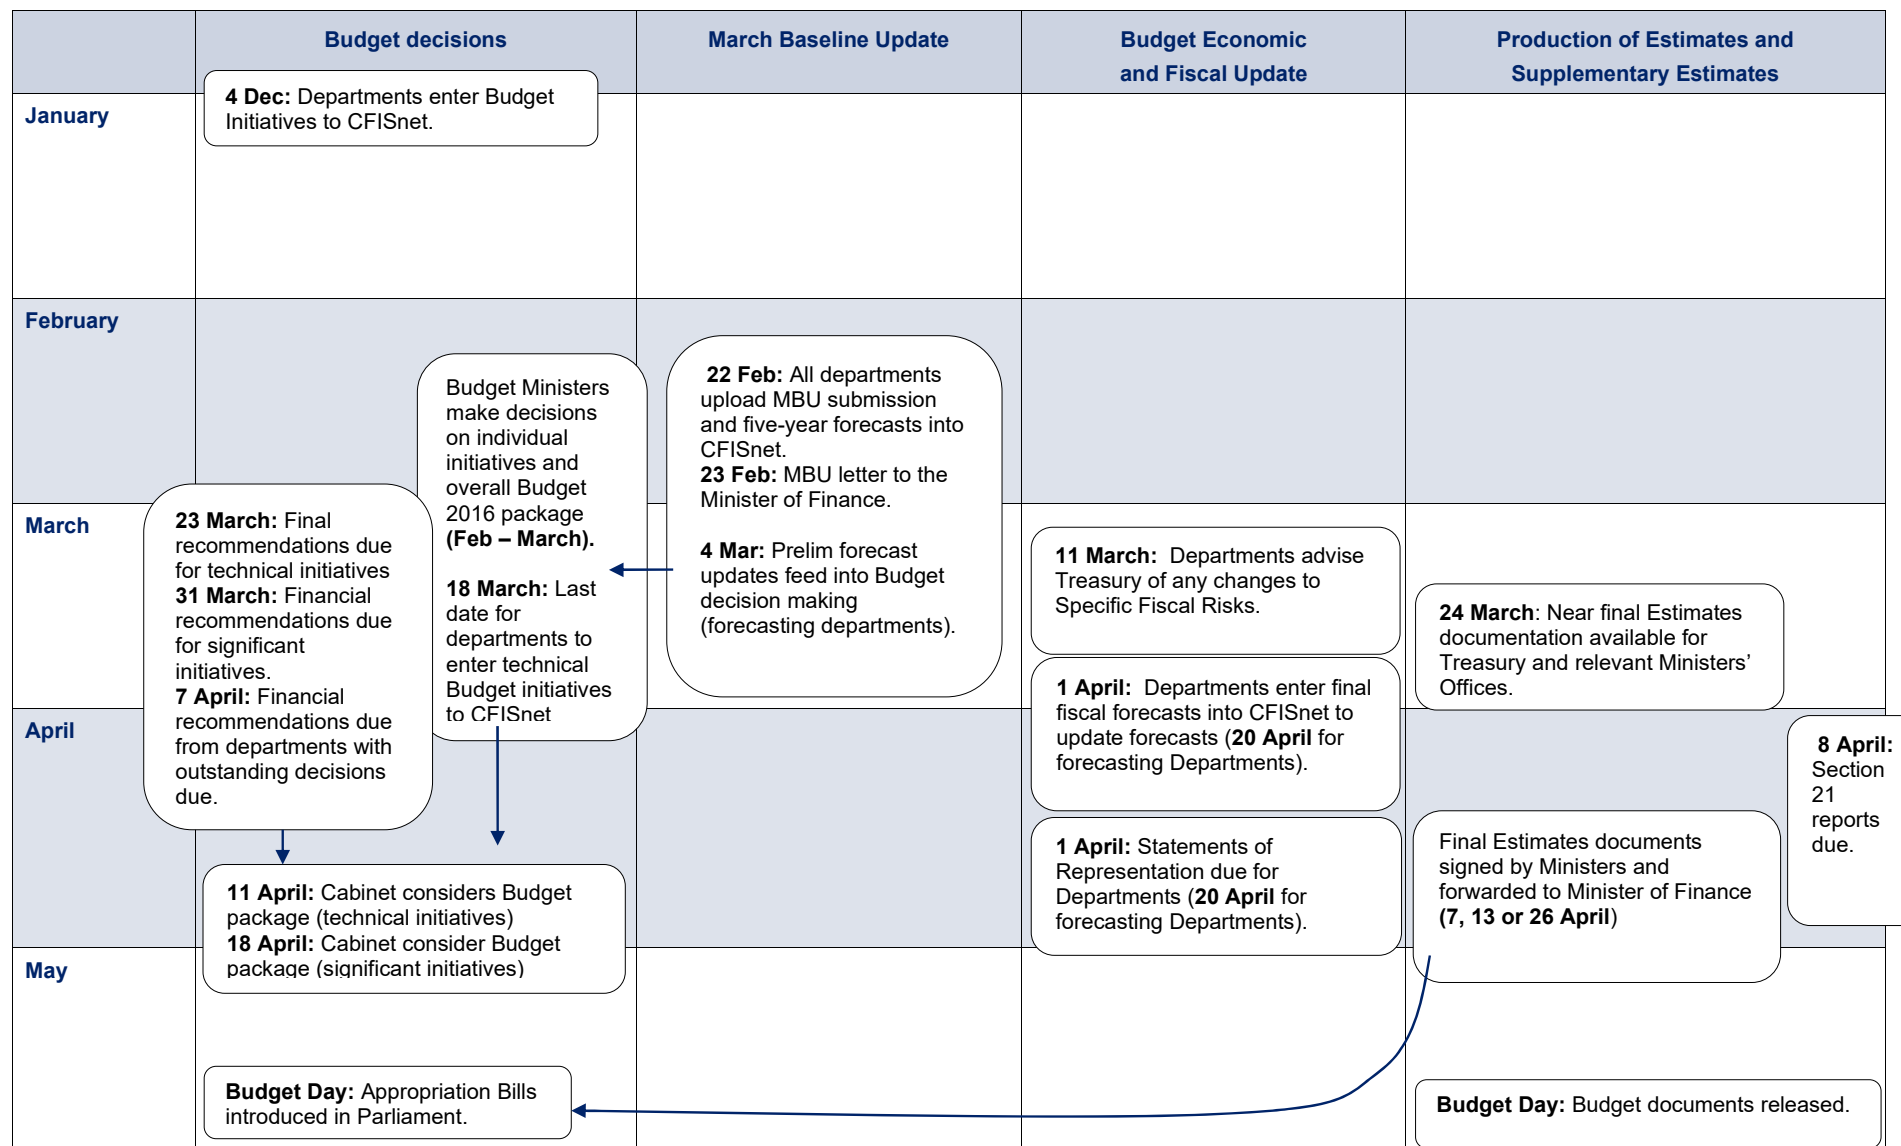 Budget decisions
March Baseline Update
Budget Economic
and Fiscal Update
Production of Estimates and
Supplementary Estimates
January
4 Dec: Departments enter Budget
Initiatives to CFISnet.
February
Budget Ministers
make decisions
on individual
initiatives and
overall Budget
2016 package
(Feb – March).
18 March: Last
date for
departments to
enter technical
Budget initiatives
to CFISnet
22 Feb: All departments
upload MBU submission
and five-year forecasts into
CFISnet.
23 Feb: MBU letter to the
Minister of Finance.
4 Mar: Prelim forecast
updates feed into Budget
decision making
(forecasting departments).
March
23 March: Final
recommendations due
for technical initiatives
31 March: Financial
recommendations due
for significant
initiatives.
7 April: Financial
recommendations due
from departments with
outstanding decisions
due.
11 March: Departments advise
Treasury of any changes to
Specific Fiscal Risks.
24 March: Near final Estimates
documentation available for
Treasury and relevant Ministers’
Offices.
1 April: Departments enter final
fiscal forecasts into CFISnet to
update forecasts (20 April for
forecasting Departments).
April
8 April:
Section
21
reports
due.
1 April: Statements of
Representation due for
Departments (20 April for
forecasting Departments).
Final Estimates documents
signed by Ministers and
forwarded to Minister of Finance
(7, 13 or 26 April)
11 April: Cabinet considers Budget
package (technical initiatives)
18 April: Cabinet consider Budget
package (significant initiatives)
May
Budget Day: Appropriation Bills
introduced in Parliament.
Budget Day: Budget documents released.